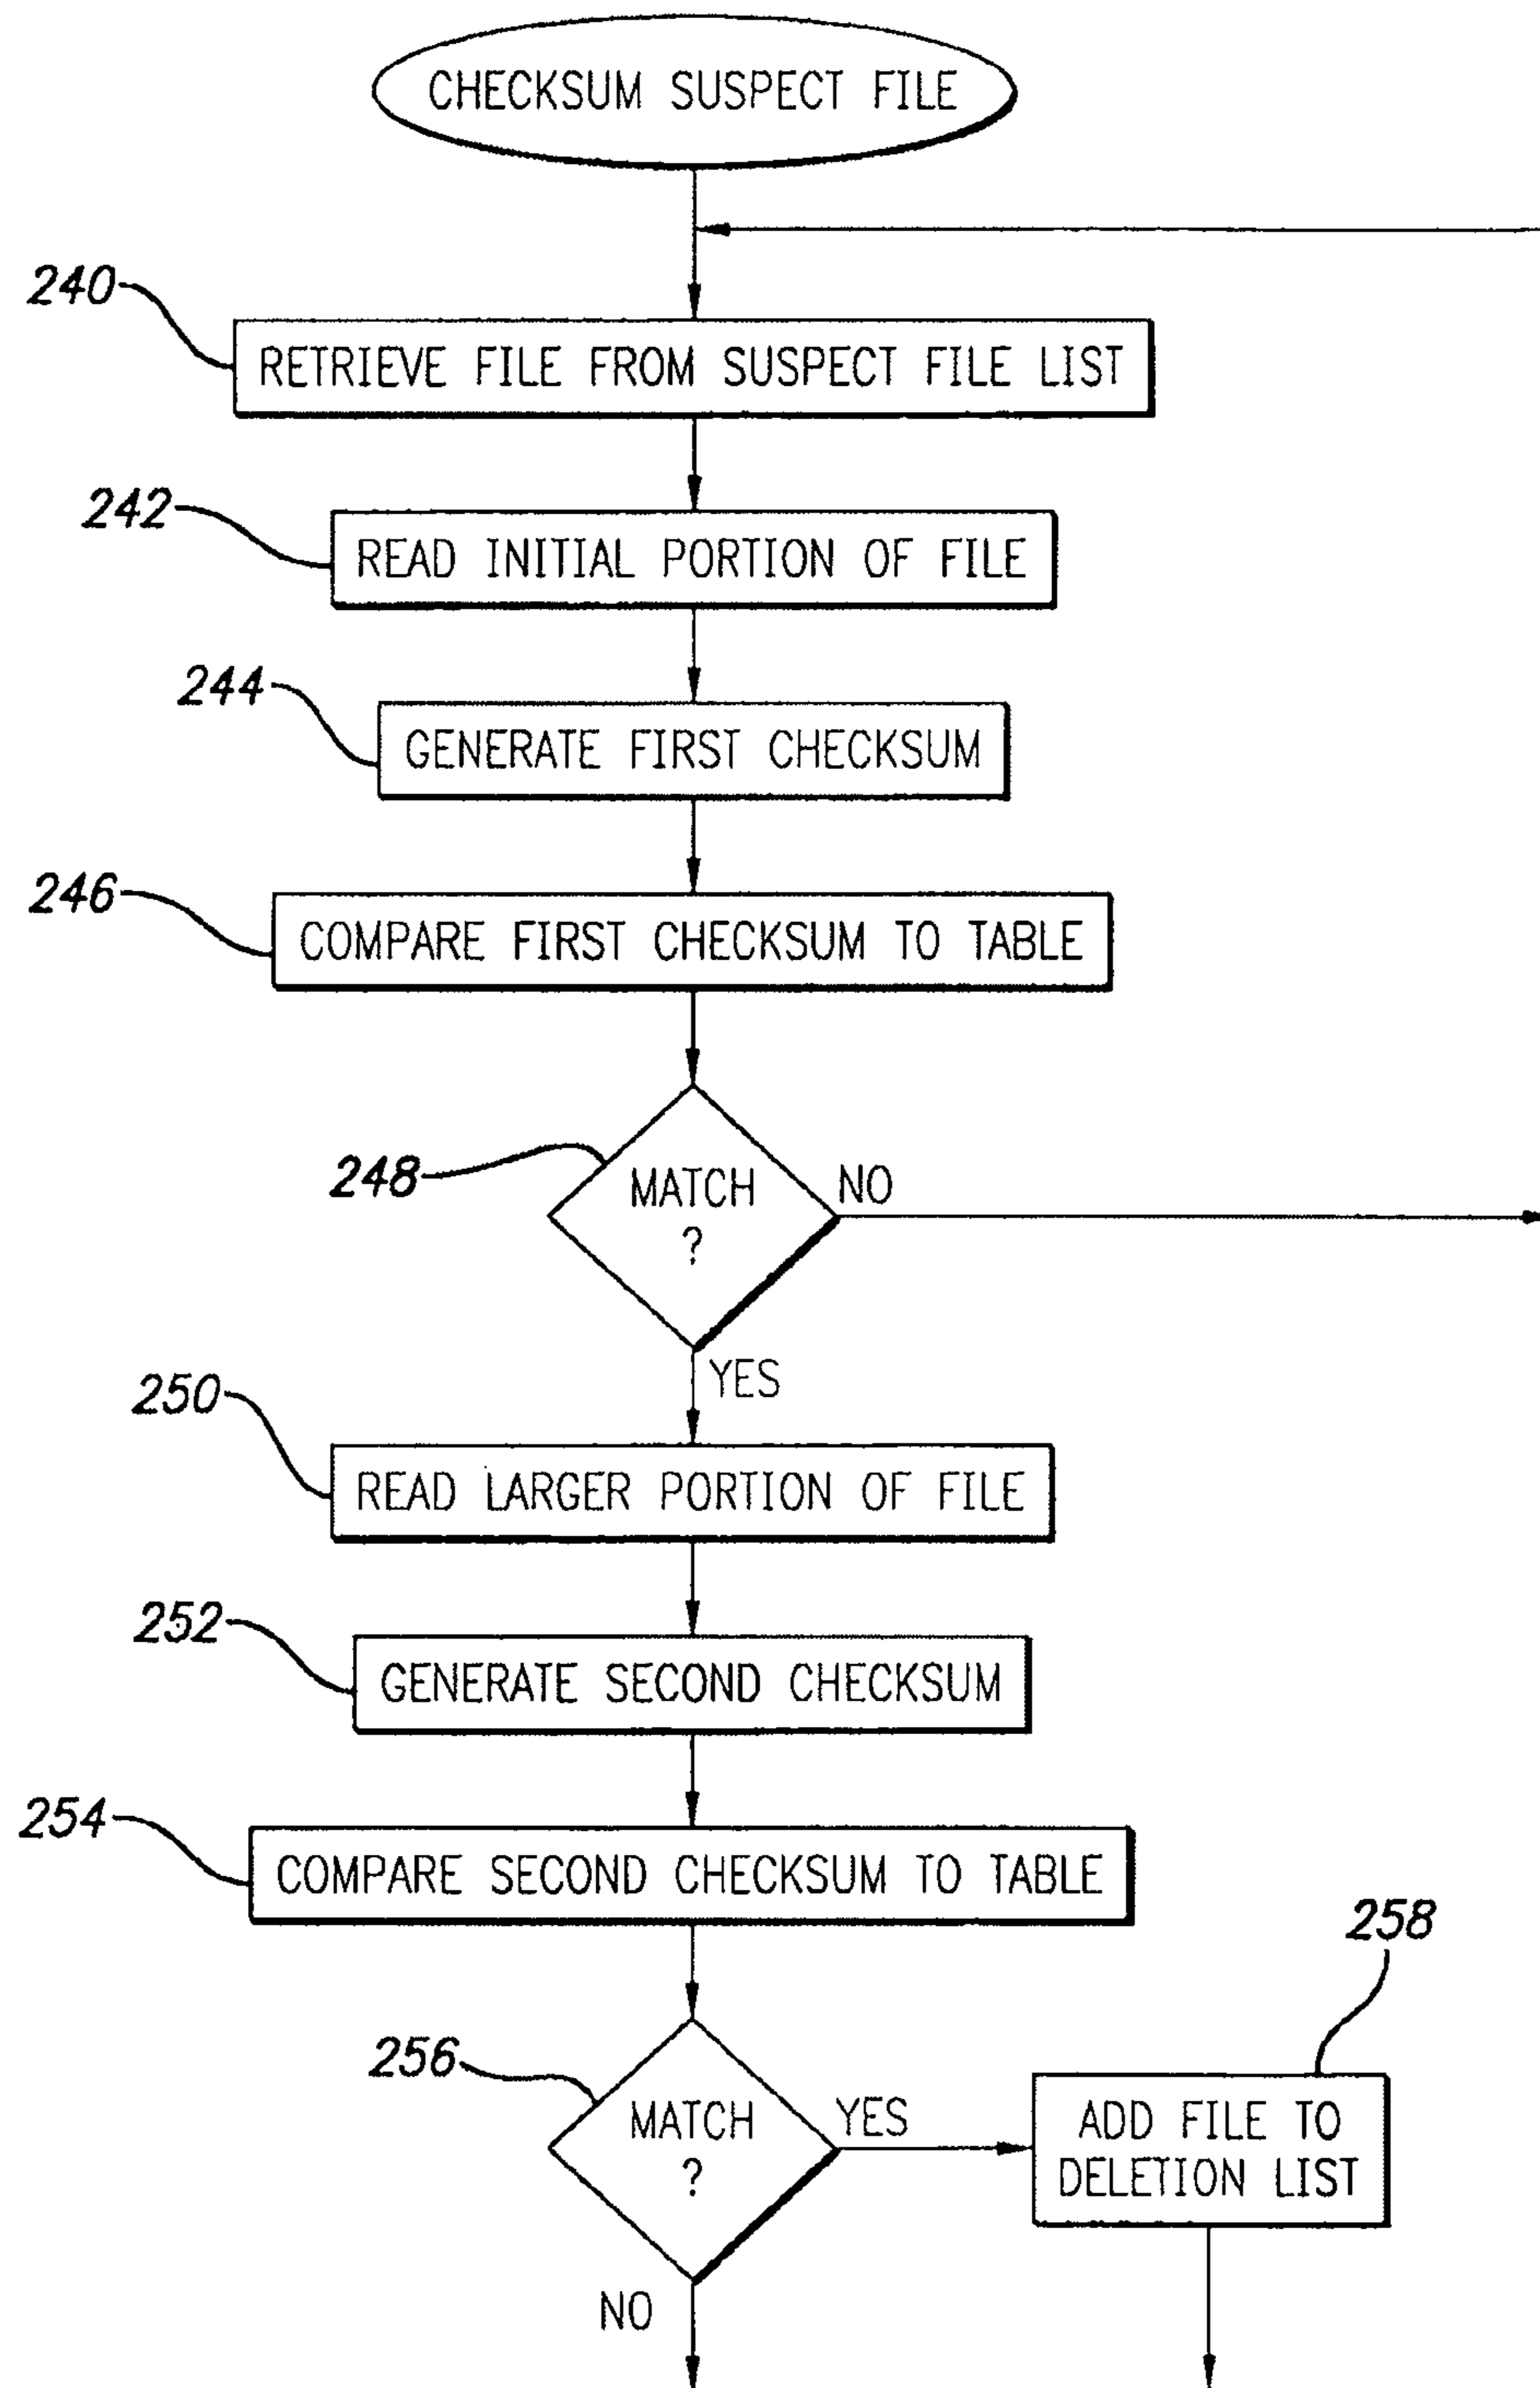 CHECKSUM SUSPECT FILE
240
RETRIEVE FILE FROM SUSPECT FILE LIST
242
READ INITIAL PORTION OF FILE
244
GENERATE FIRST CHECKSUM
246
COMPARE FIRST CHECKSUM TO TABLE
248
MATCH
?
NO
YES
250
READ LARGER PORTION OF FILE
252
GENERATE SECOND CHECKSUM
254
COMPARE SECOND CHECKSUM TO TABLE
256
MATCH
?
YES
258
ADD FILE TO
DELETION LIST
NO